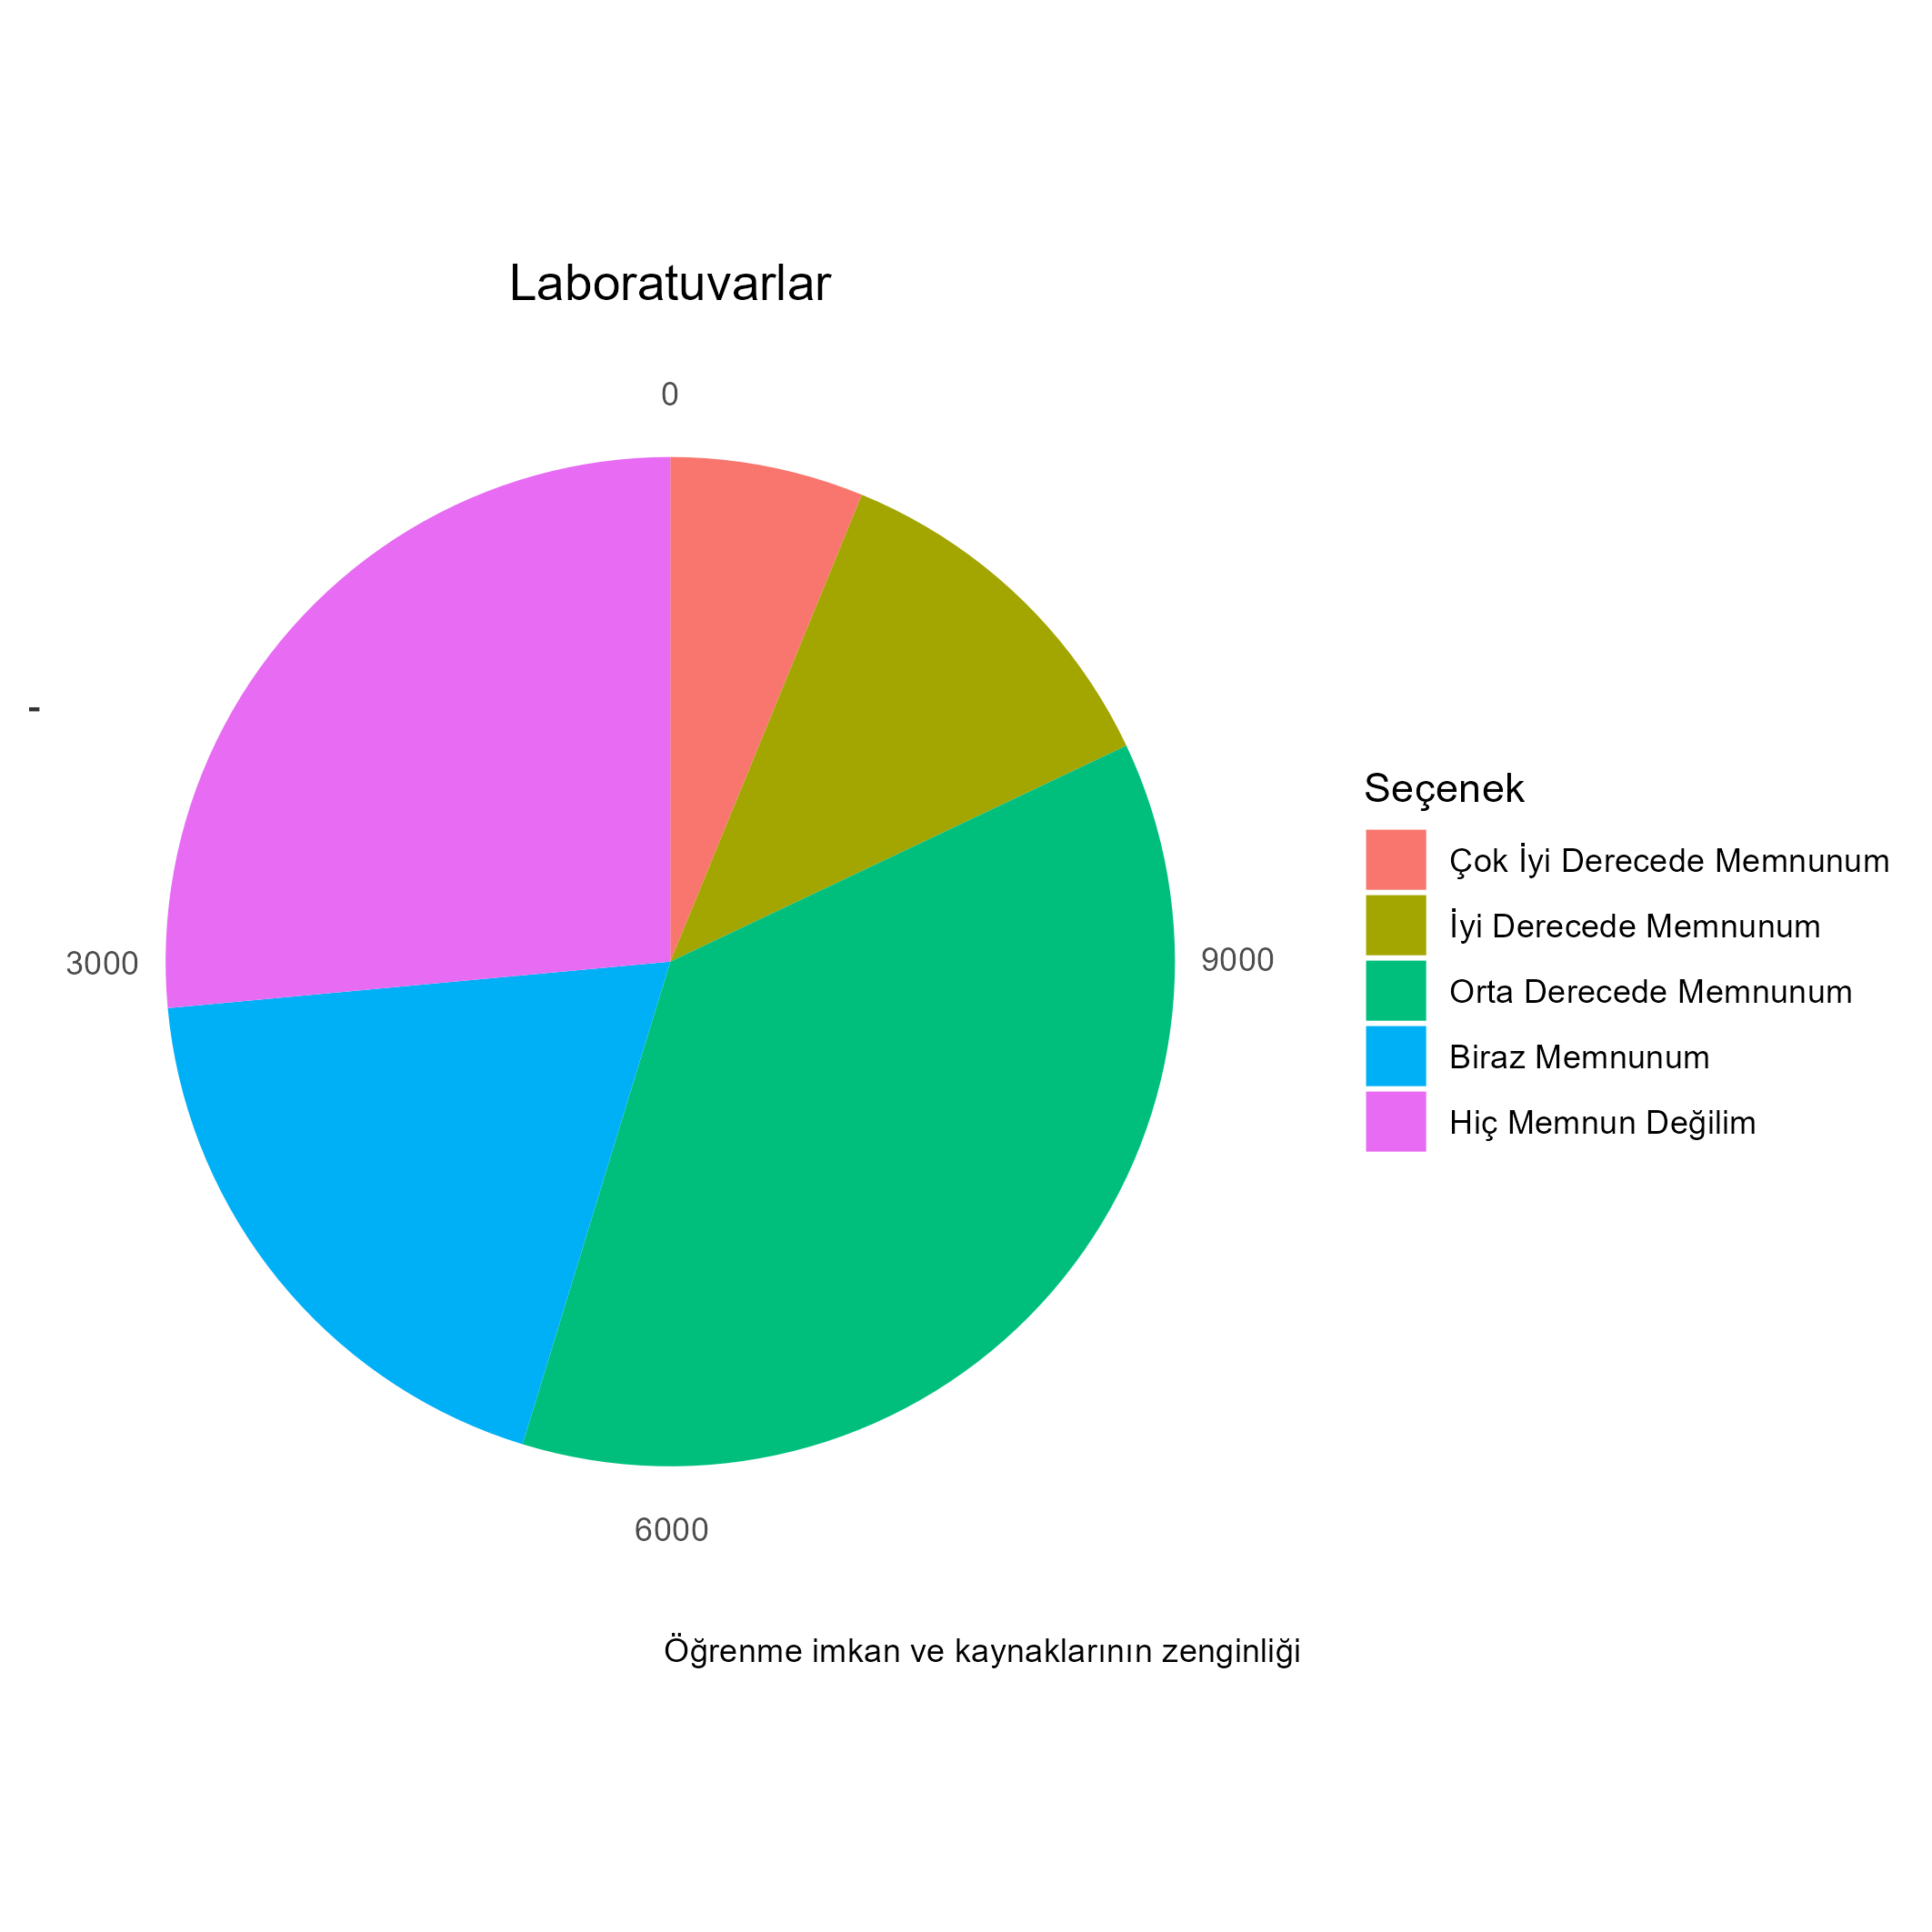 Laboratuvarlar
0
-
3000
9000
6000
Seçenek
Çok İyi Derecede Memnunum
İyi Derecede Memnunum
Orta Derecede Memnunum
Biraz Memnunum
Hiç Memnun Değilim
Öğrenme imkan ve kaynaklarının zenginliği